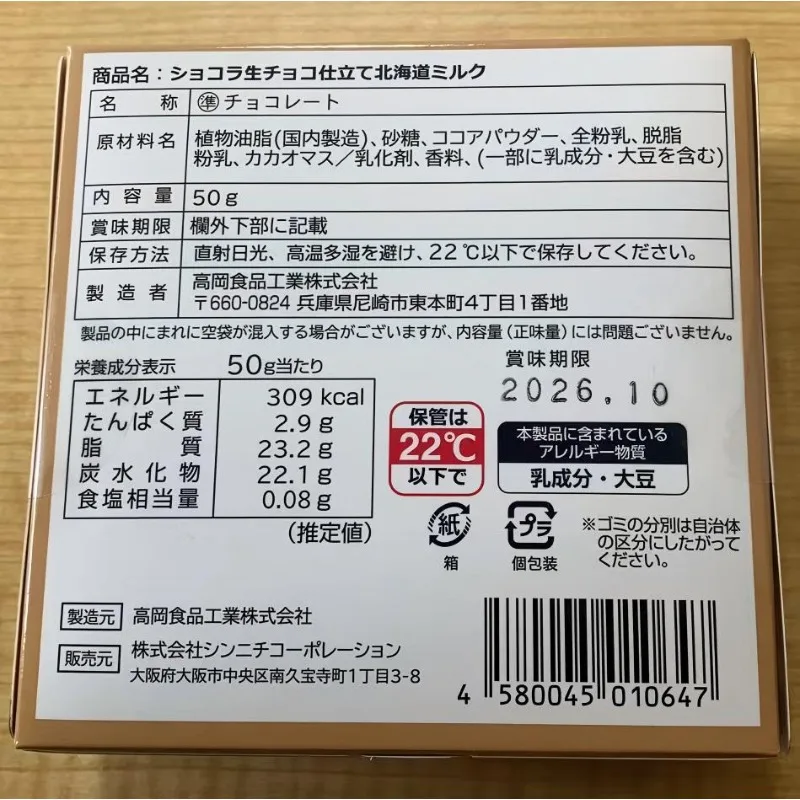 商品名：ショコラ生チョコ仕立て北海道ミルク
名称 準チョコレート
原材料名 植物油脂(国内製造)、砂糖、ココアパウダー、全粉乳、脱脂
粉乳、カカオマス／乳化剤、香料、(一部に乳成分・大豆を含む)
内容量 50g
賞味期限 欄外下部に記載
保存方法 直射日光、高温多湿を避け、22℃以下で保存してください。
製造者 高岡食品工業株式会社
〒660-0824 兵庫県尼崎市東本町4丁目1番地
製品の中にまれに空袋が混入する場合がございますが、内容量(正味量)には問題ございません。
栄養成分表示 50g当たり
エネルギー 309 kcal
たんぱく質 2.9g
脂質 23.2g
炭水化物 22.1g
食塩相当量 0.08g
(推定値)
賞味期限
2026.10
保管は
22℃
以下で
本製品に含まれている
アレルギー物質
乳成分・大豆
紙
箱
プラ
個包装
※ゴミの分別は自治体
の区分にしたがって
ください。
製造元 高岡食品工業株式会社
販売元 株式会社シンニチコーポレーション
大阪府大阪市中央区南久宝寺町1丁目3-8
4 580045 010647